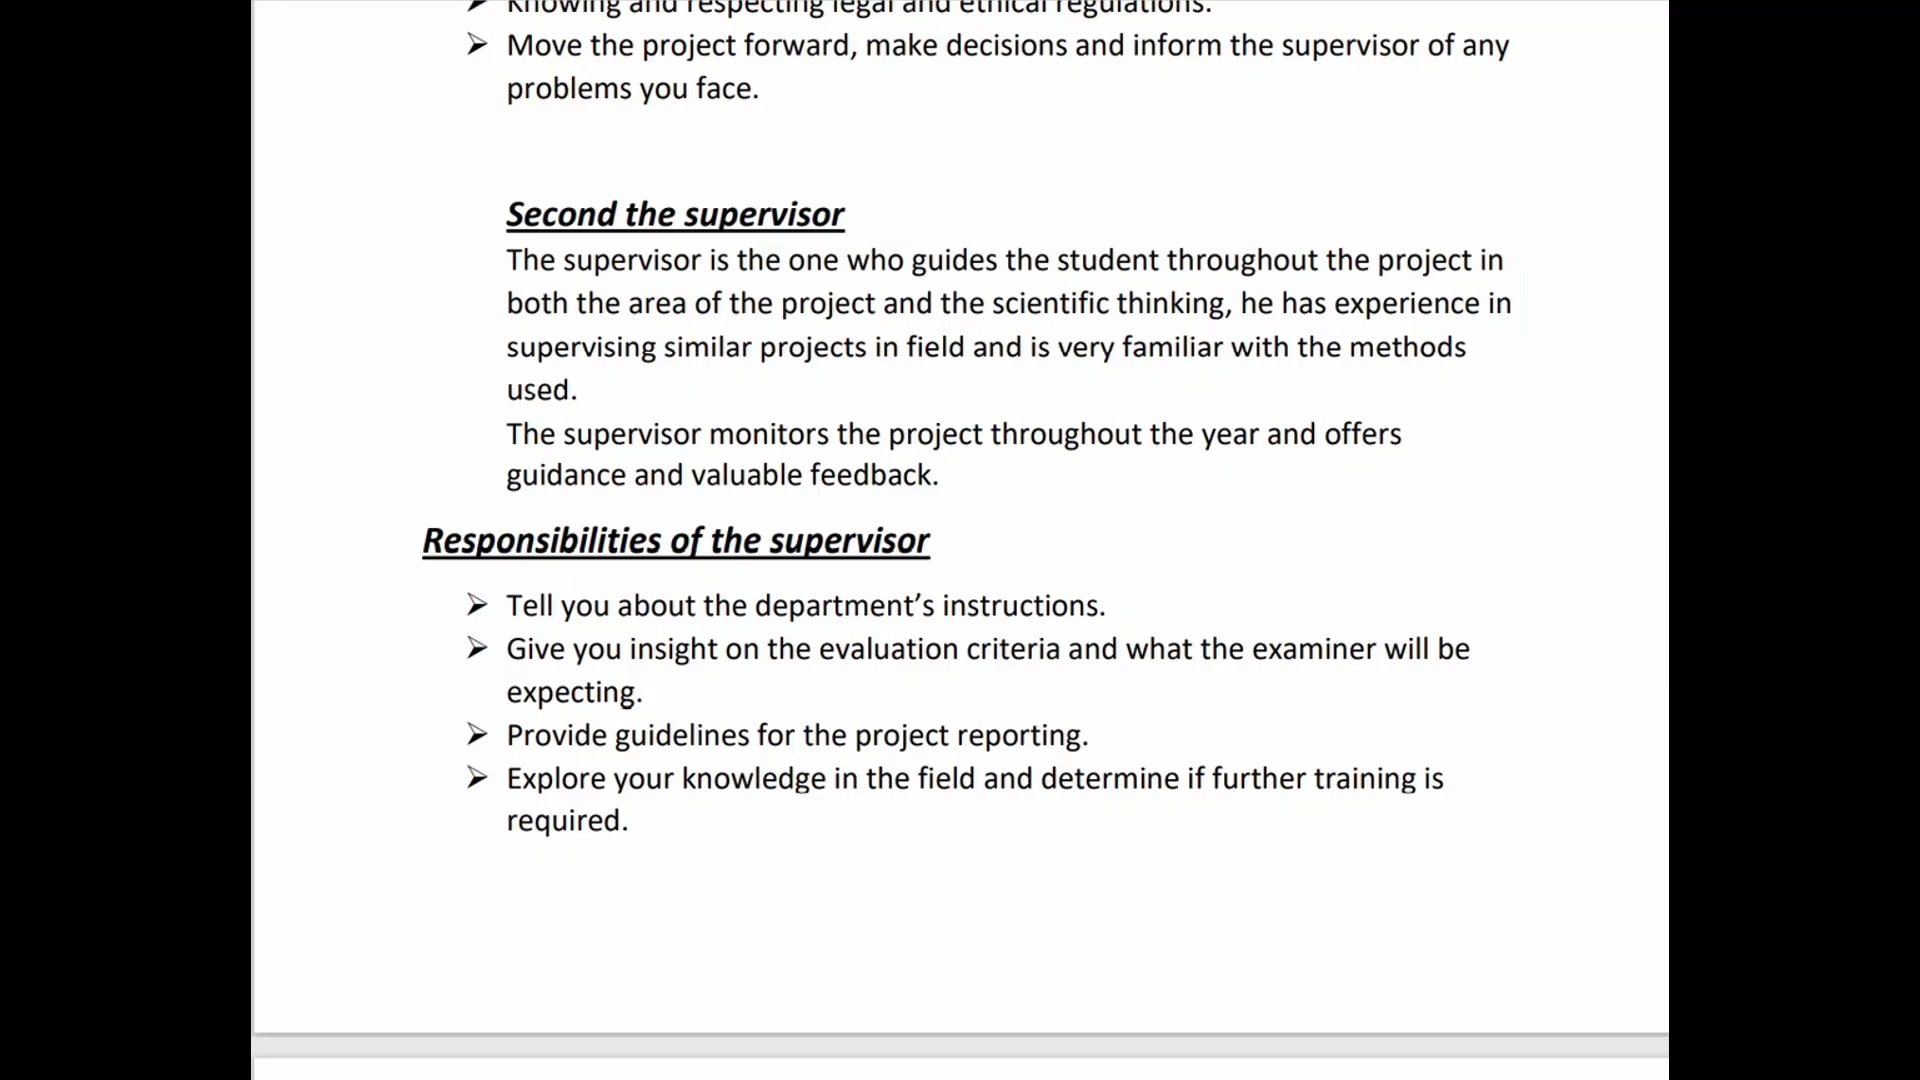 Knowing and respecting legal and ethical regulations.
➢ Move the project forward, make decisions and inform the supervisor of any
problems you face.
Second the supervisor
The supervisor is the one who guides the student throughout the project in
both the area of the project and the scientific thinking, he has experience in
supervising similar projects in field and is very familiar with the methods
used.
The supervisor monitors the project throughout the year and offers
guidance and valuable feedback.
Responsibilities of the supervisor
➢ Tell you about the department’s instructions.
➢ Give you insight on the evaluation criteria and what the examiner will be
expecting.
➢ Provide guidelines for the project reporting.
➢ Explore your knowledge in the field and determine if further training is
required.